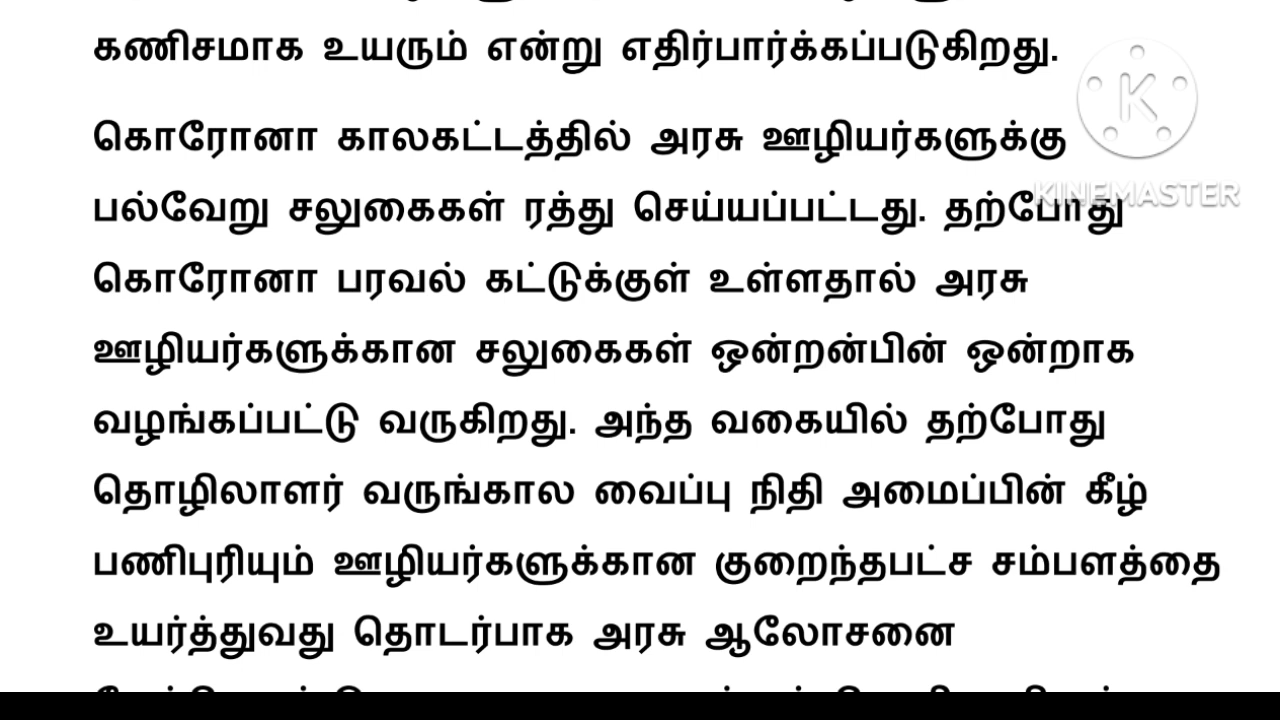 கணிசமாக உயரும் என்று எதிர்பார்க்கப்படுகிறது.
கொரோனா காலகட்டத்தில் அரசு ஊழியர்களுக்கு
பல்வேறு சலுகைகள் ரத்து செய்யப்பட்டது. தற்போது
கொரோனா பரவல் கட்டுக்குள் உள்ளதால் அரசு
ஊழியர்களுக்கான சலுகைகள் ஒன்றன்பின் ஒன்றாக
வழங்கப்பட்டு வருகிறது. அந்த வகையில் தற்போது
தொழிலாளர் வருங்கால வைப்பு நிதி அமைப்பின் கீழ்
பணிபுரியும் ஊழியர்களுக்கான குறைந்தபட்ச சம்பளத்தை
உயர்த்துவது தொடர்பாக அரசு ஆலோசனை
K
KINEMASTER